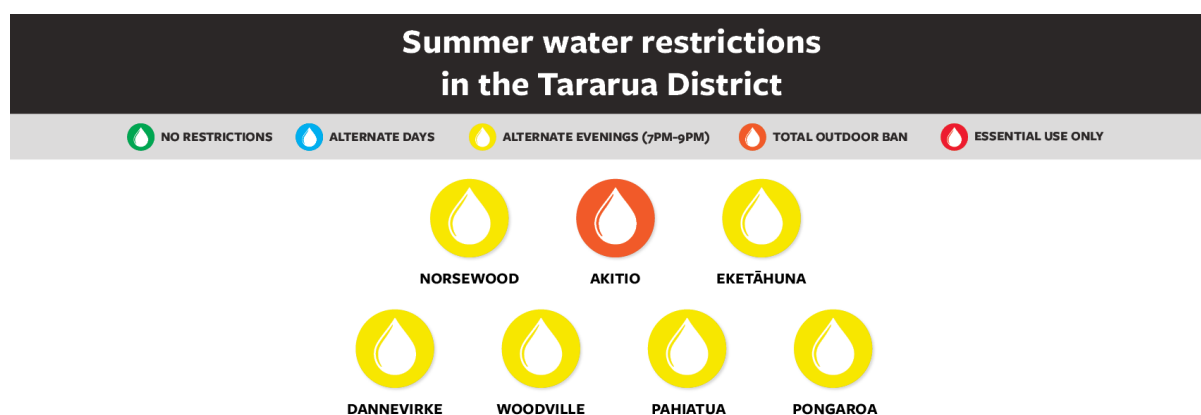 Summer water restrictions
in the Tararua District
NO RESTRICTIONS ALTERNATE DAYS ALTERNATE EVENINGS (7PM-9PM) TOTAL OUTDOOR BAN ESSENTIAL USE ONLY
NORSEWOOD AKITIO EKETĀHUNA
DANNEVIRKE WOODVILLE PAHIATUA PONGAROA